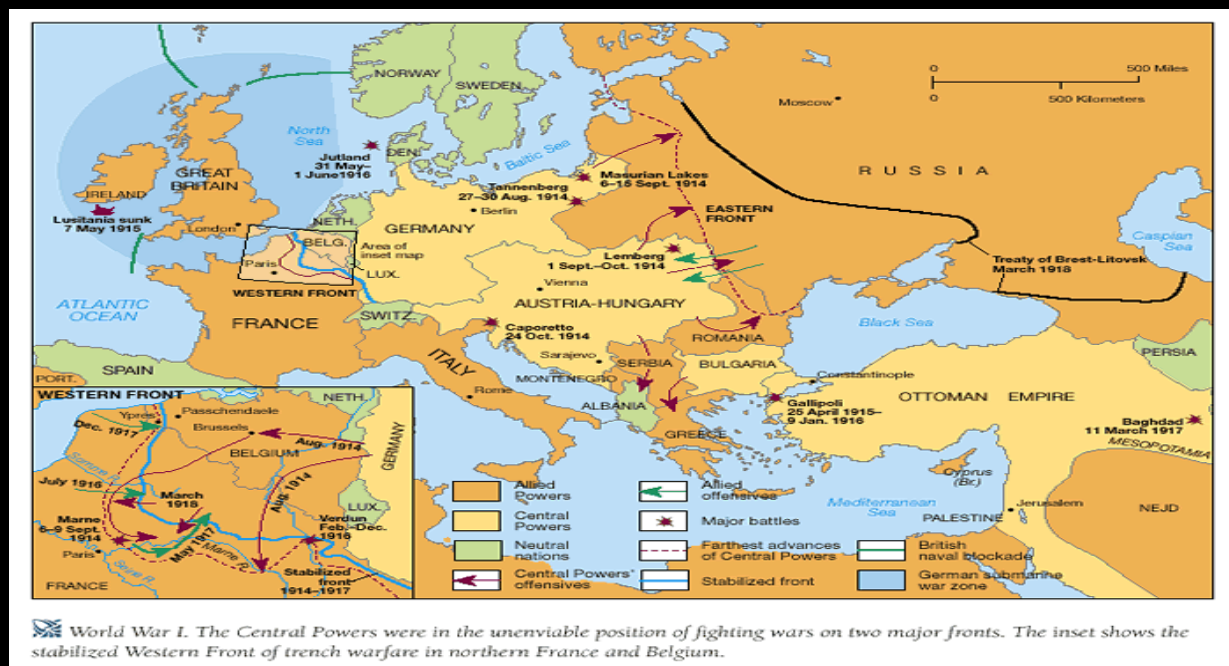 NORWAY
SWEDEN
0
500 Miles
0
500 Kilometers
Moscow
North
Sea
Jutland
31 May–
1 June1916
DEN.
Baltic Sea
RUSSIA
GREAT
BRITAIN
IRELAND
Lusitania sunk
7 May 1915
London
NETH.
Tannenberg
27–30 Aug. 1914
Berlin
GERMANY
Masurian Lakes
6–15 Sept. 1914
EASTERN
FRONT
BELG.
Area of
inset map
Paris
LUX.
WESTERN FRONT
Lemberg
1 Sept.–Oct. 1914
Vienna
AUSTRIA-HUNGARY
Treaty of Brest-Litovsk
March 1918
Caspian
Sea
ATLANTIC
OCEAN
FRANCE
SWITZ.
Caporetto
24 Oct. 1914
ROMANIA
Black Sea
ITALY
Sarajevo
SERBIA
BULGARIA
MONTENEGRO
Constantinople
PERSIA
PORT.
SPAIN
Rome
ALBANIA
Gallipoli
25 April 1915–
9 Jan. 1916
OTTOMAN EMPIRE
Baghdad
11 March 1917
MESOPOTAMIA
GREECE
Cyprus
(Br.)
Mediterranean
Sea
Jerusalem
PALESTINE
NEJD
WESTERN FRONT
NETH.
Ypres
Passchendaele
Dec. 1917
Brussels
Aug. 1914
BELGIUM
GERMANY
Somme R.
July 1916
March
1918
Aug. 1914
LUX.
Marne
6–9 Sept.
1914
Verdun
Feb.–Dec.
1916
May 1917
Marne R.
Paris
Seine R.
Stabilized
front
1914–1917
FRANCE
Allied
Powers
Allied
offensives
Central
Powers
Major battles
Neutral
nations
Farthest advances
of Central Powers
British
naval blockade
Central Powers'
offensives
Stabilized front
German submarine
war zone
World War I. The Central Powers were in the unenviable position of fighting wars on two major fronts. The inset shows the
stabilized Western Front of trench warfare in northern France and Belgium.